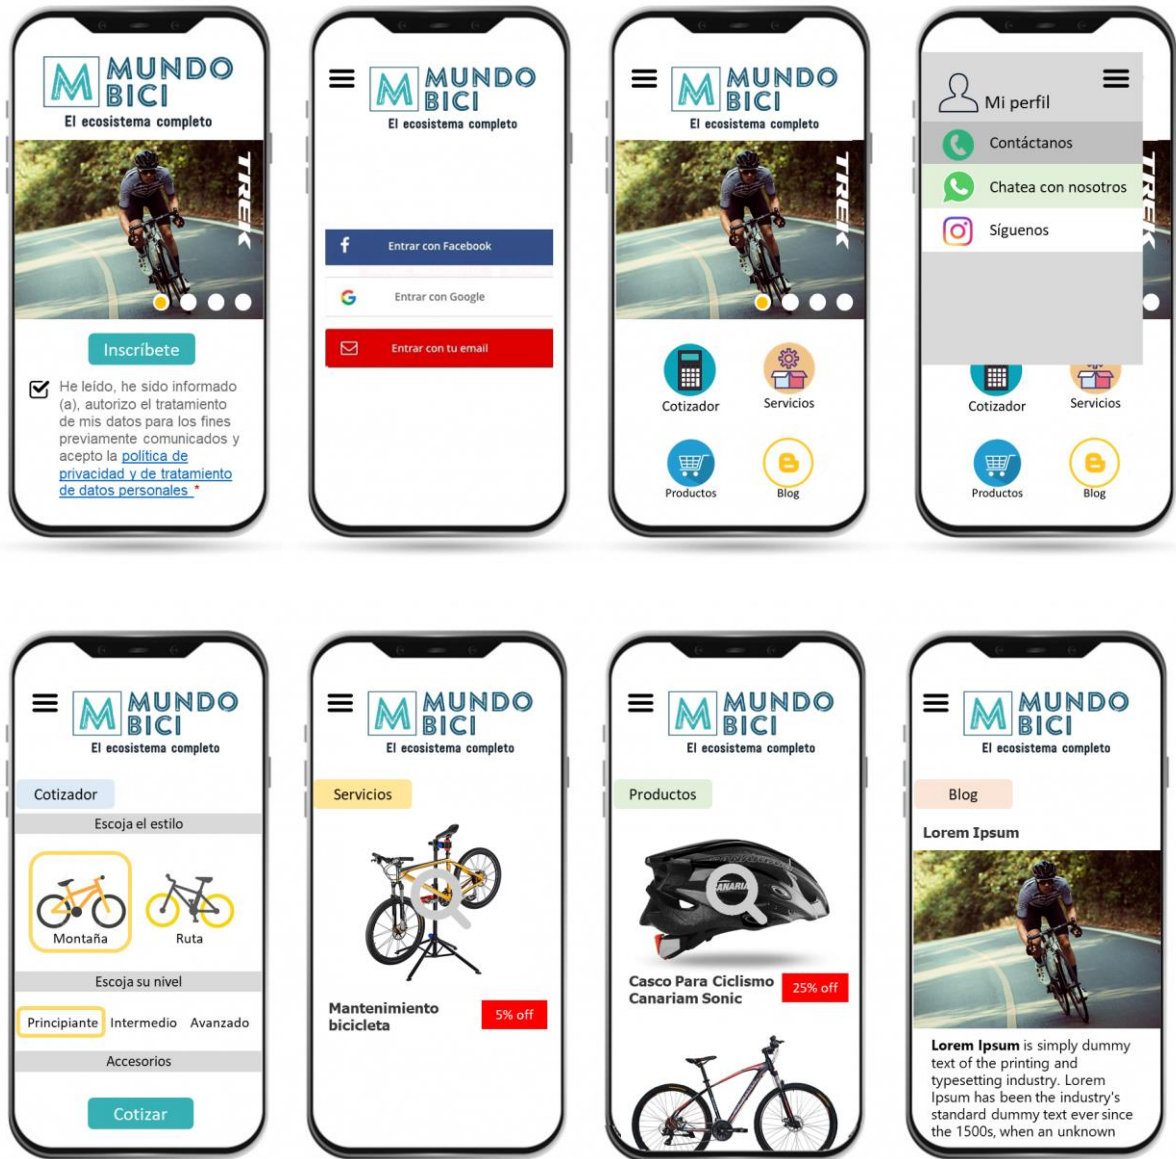 MUNDO
BICI
El ecosistema completo
TREK
Inscríbete
He leído, he sido informado
(a), autorizo el tratamiento
de mis datos para los fines
previamente comunicados y
acepto la política de
privacidad y de tratamiento
de datos personales *
MUNDO
BICI
El ecosistema completo
Entrar con Facebook
Entrar con Google
Entrar con tu email
MUNDO
BICI
El ecosistema completo
TREK
Cotizador
Servicios
Productos
Blog
Mi perfil
Contáctanos
Chatea con nosotros
Síguenos
TREK
Cotizador
Servicios
Productos
Blog
MUNDO
BICI
El ecosistema completo
Cotizador
Escoja el estilo
Montaña
Ruta
Escoja su nivel
Principiante Intermedio Avanzado
Accesorios
Cotizar
MUNDO
BICI
El ecosistema completo
Servicios
Mantenimiento
bicicleta
5% off
MUNDO
BICI
El ecosistema completo
Productos
Casco Para Ciclismo
Canariam Sonic
25% off
MUNDO
BICI
El ecosistema completo
Blog
Lorem Ipsum
Lorem Ipsum is simply dummy
text of the printing and
typesetting industry. Lorem
Ipsum has been the industry's
standard dummy text ever since
the 1500s, when an unknown